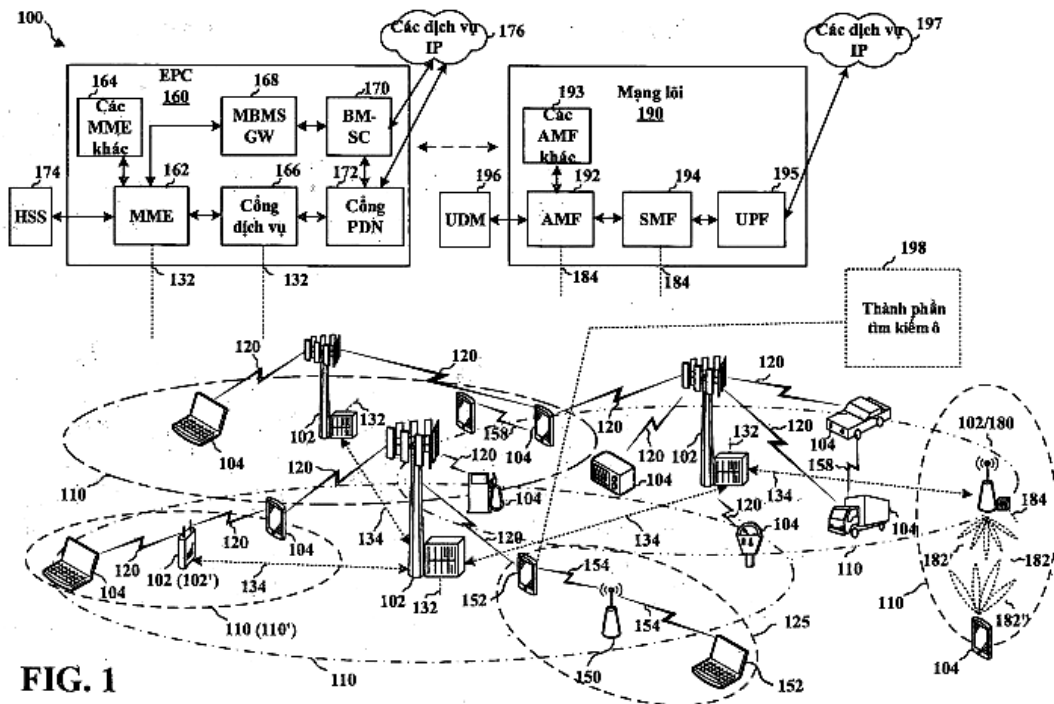 100
Các dịch vụ
IP
176
Các dịch vụ
IP
197
EPC
160
164
Các
MME
khác
168
MBMS
GW
170
BM-
SC
174
HSS
162
MME
166
Cổng
dịch vụ
172
Cổng
PDN
132
132
Mạng lõi
190
193
Các
AMF
khác
196
UDM
192
AMF
194
SMF
195
UPF
184
184
198
Thành phần
tìm kiếm ô
120
120
120
120
132
102
158
104
104
120
120
132
102
104
102/180
120
120
104
104
158
110
120
104
134
104
184
134
120
134
104
104
120
102 (102')
134
104
120
102
132
152
154
154
110
182'
182'
182''
110
110 (110')
110
150
125
152
104
FIG. 1